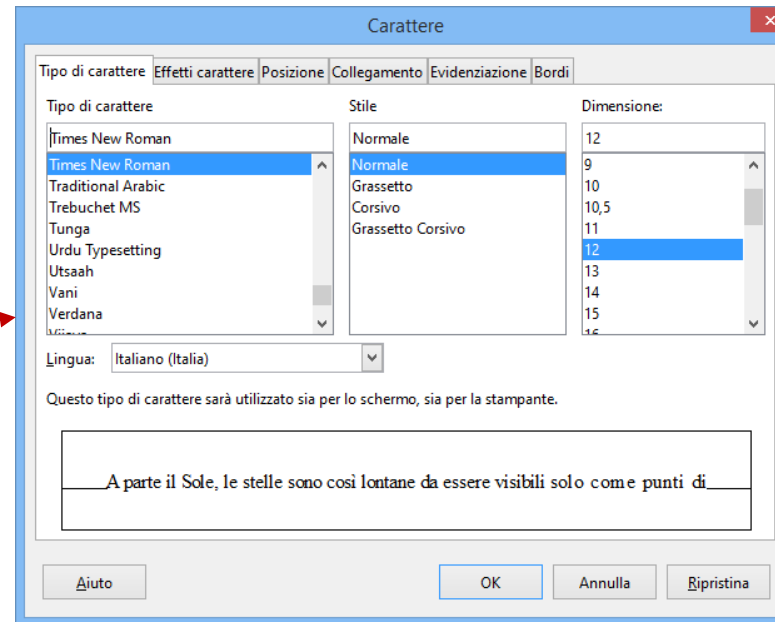 Carattere
Tipo di carattere Effetti carattere Posizione Collegamento Evidenziazione Bordi
Tipo di carattere Stile Dimensione:
Times New Roman Normale 12
Times New Roman Normale 9
Traditional Arabic Grassetto 10
Trebuchet MS Corsivo 10,5
Tunga Grassetto Corsivo 11
Urdu Typesetting 12
Utsaah 13
Vani 14
Verdana 15
Vijaya 16
Lingua: Italiano (Italia)
Questo tipo di carattere sarà utilizzato sia per lo schermo, sia per la stampante.
A parte il Sole, le stelle sono così lontane da essere visibili solo come punti di
Aiuto OK Annulla Ripristina